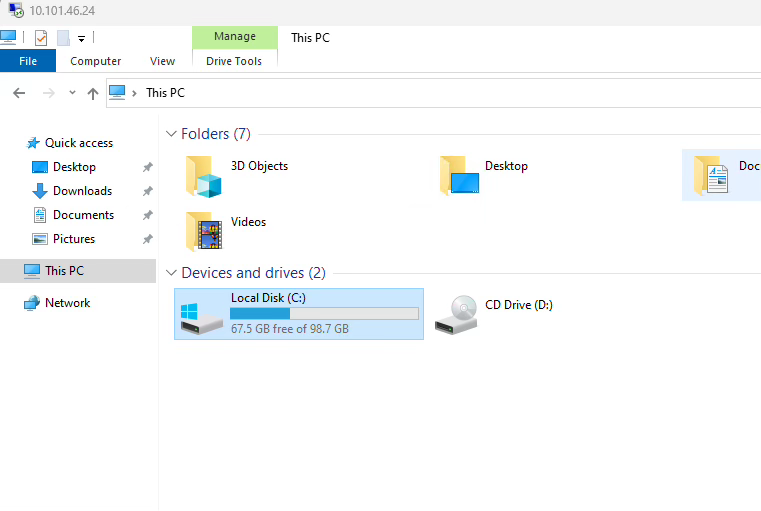 10.101.46.24
Manage
This PC
File
Computer
View
Drive Tools
This PC
Quick access
Desktop
Downloads
Documents
Pictures
This PC
Network
Folders (7)
3D Objects
Desktop
Doc
Videos
Devices and drives (2)
Local Disk (C:)
67.5 GB free of 98.7 GB
CD Drive (D:)